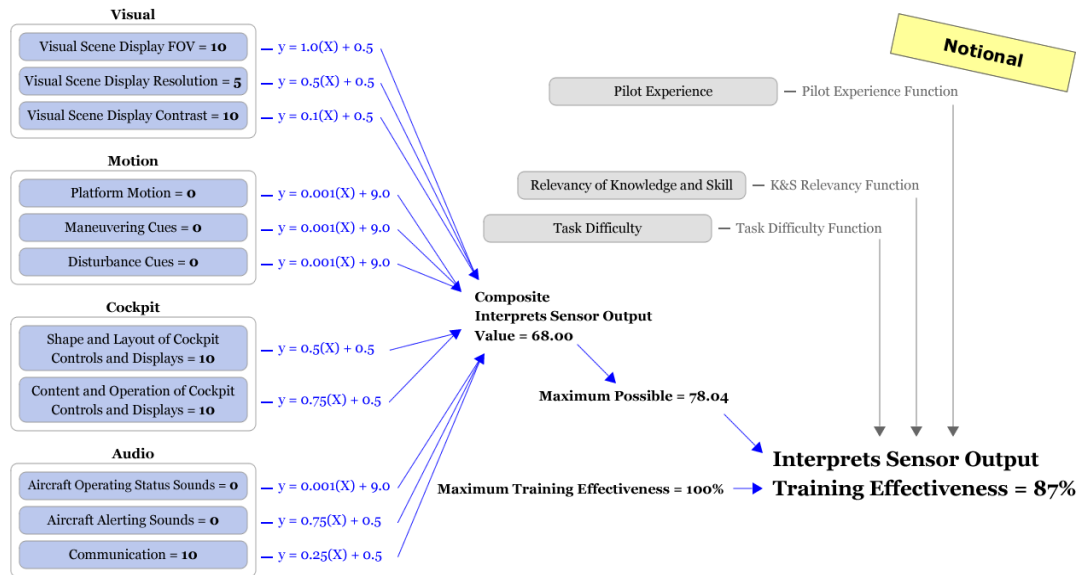 Visual
Visual Scene Display FOV = 10
y = 1.0(X) + 0.5
Visual Scene Display Resolution = 5
y = 0.5(X) + 0.5
Visual Scene Display Contrast = 10
y = 0.1(X) + 0.5
Motion
Platform Motion = 0
y = 0.001(X) + 9.0
Maneuvering Cues = 0
y = 0.001(X) + 9.0
Disturbance Cues = 0
y = 0.001(X) + 9.0
Cockpit
Shape and Layout of Cockpit
Controls and Displays = 10
y = 0.5(X) + 0.5
Content and Operation of Cockpit
Controls and Displays = 10
y = 0.75(X) + 0.5
Audio
Aircraft Operating Status Sounds = 0
y = 0.001(X) + 9.0
Aircraft Alerting Sounds = 0
y = 0.75(X) + 0.5
Communication = 10
y = 0.25(X) + 0.5
Notional
Pilot Experience
Pilot Experience Function
Relevancy of Knowledge and Skill
K&S Relevancy Function
Task Difficulty
Task Difficulty Function
Composite
Interprets Sensor Output
Value = 68.00
Maximum Possible = 78.04
Maximum Training Effectiveness = 100%
Interprets Sensor Output
Training Effectiveness = 87%